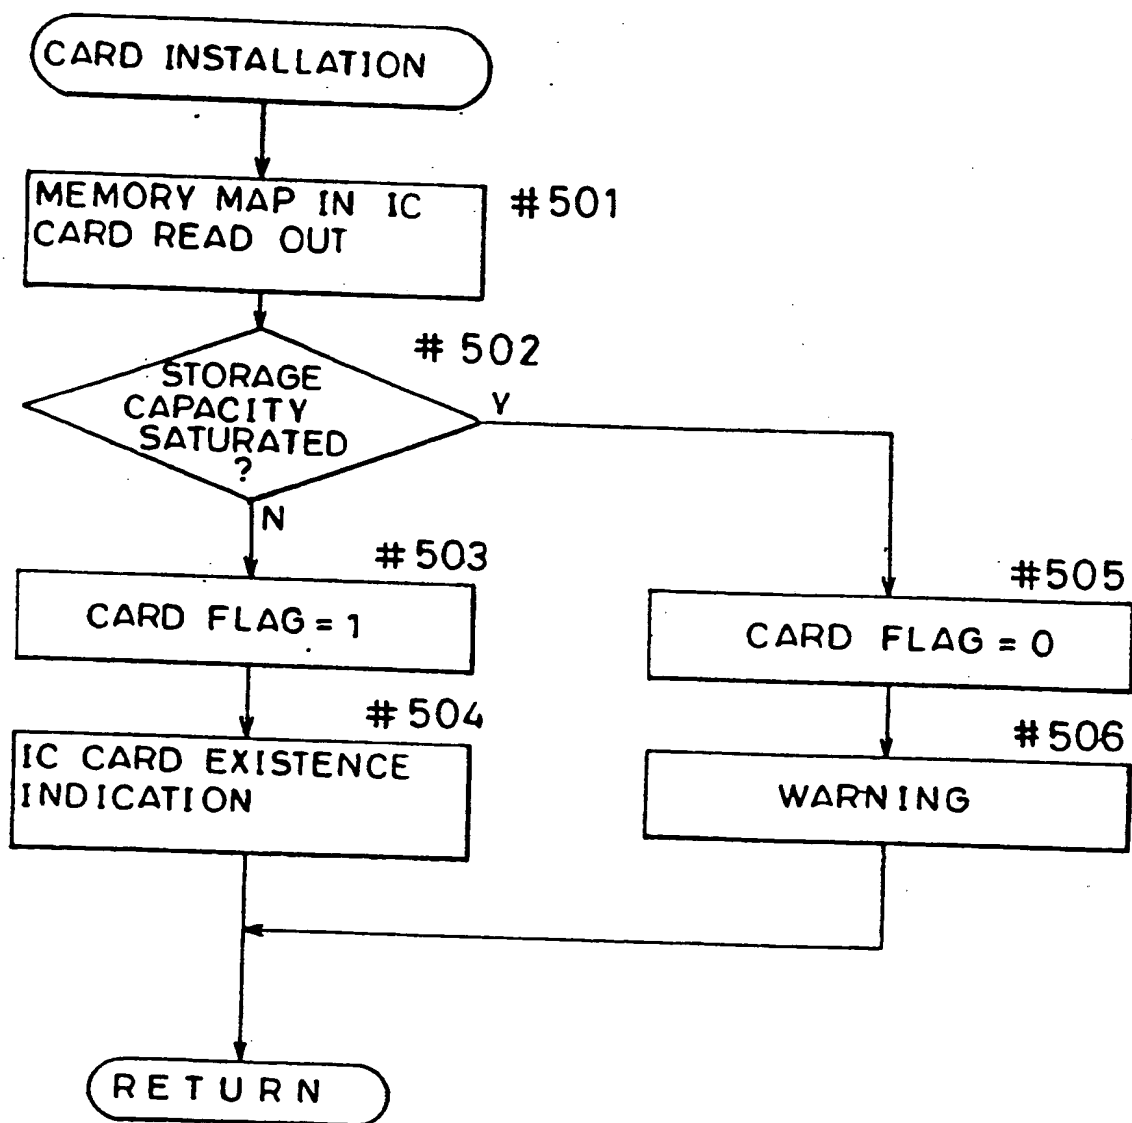 CARD INSTALLATION
MEMORY MAP IN IC
CARD READ OUT
#501
#502
STORAGE
CAPACITY
SATURATED
?
Y
N
#503
CARD FLAG = 1
#504
IC CARD EXISTENCE
INDICATION
#505
CARD FLAG = 0
#506
WARNING
RETURN